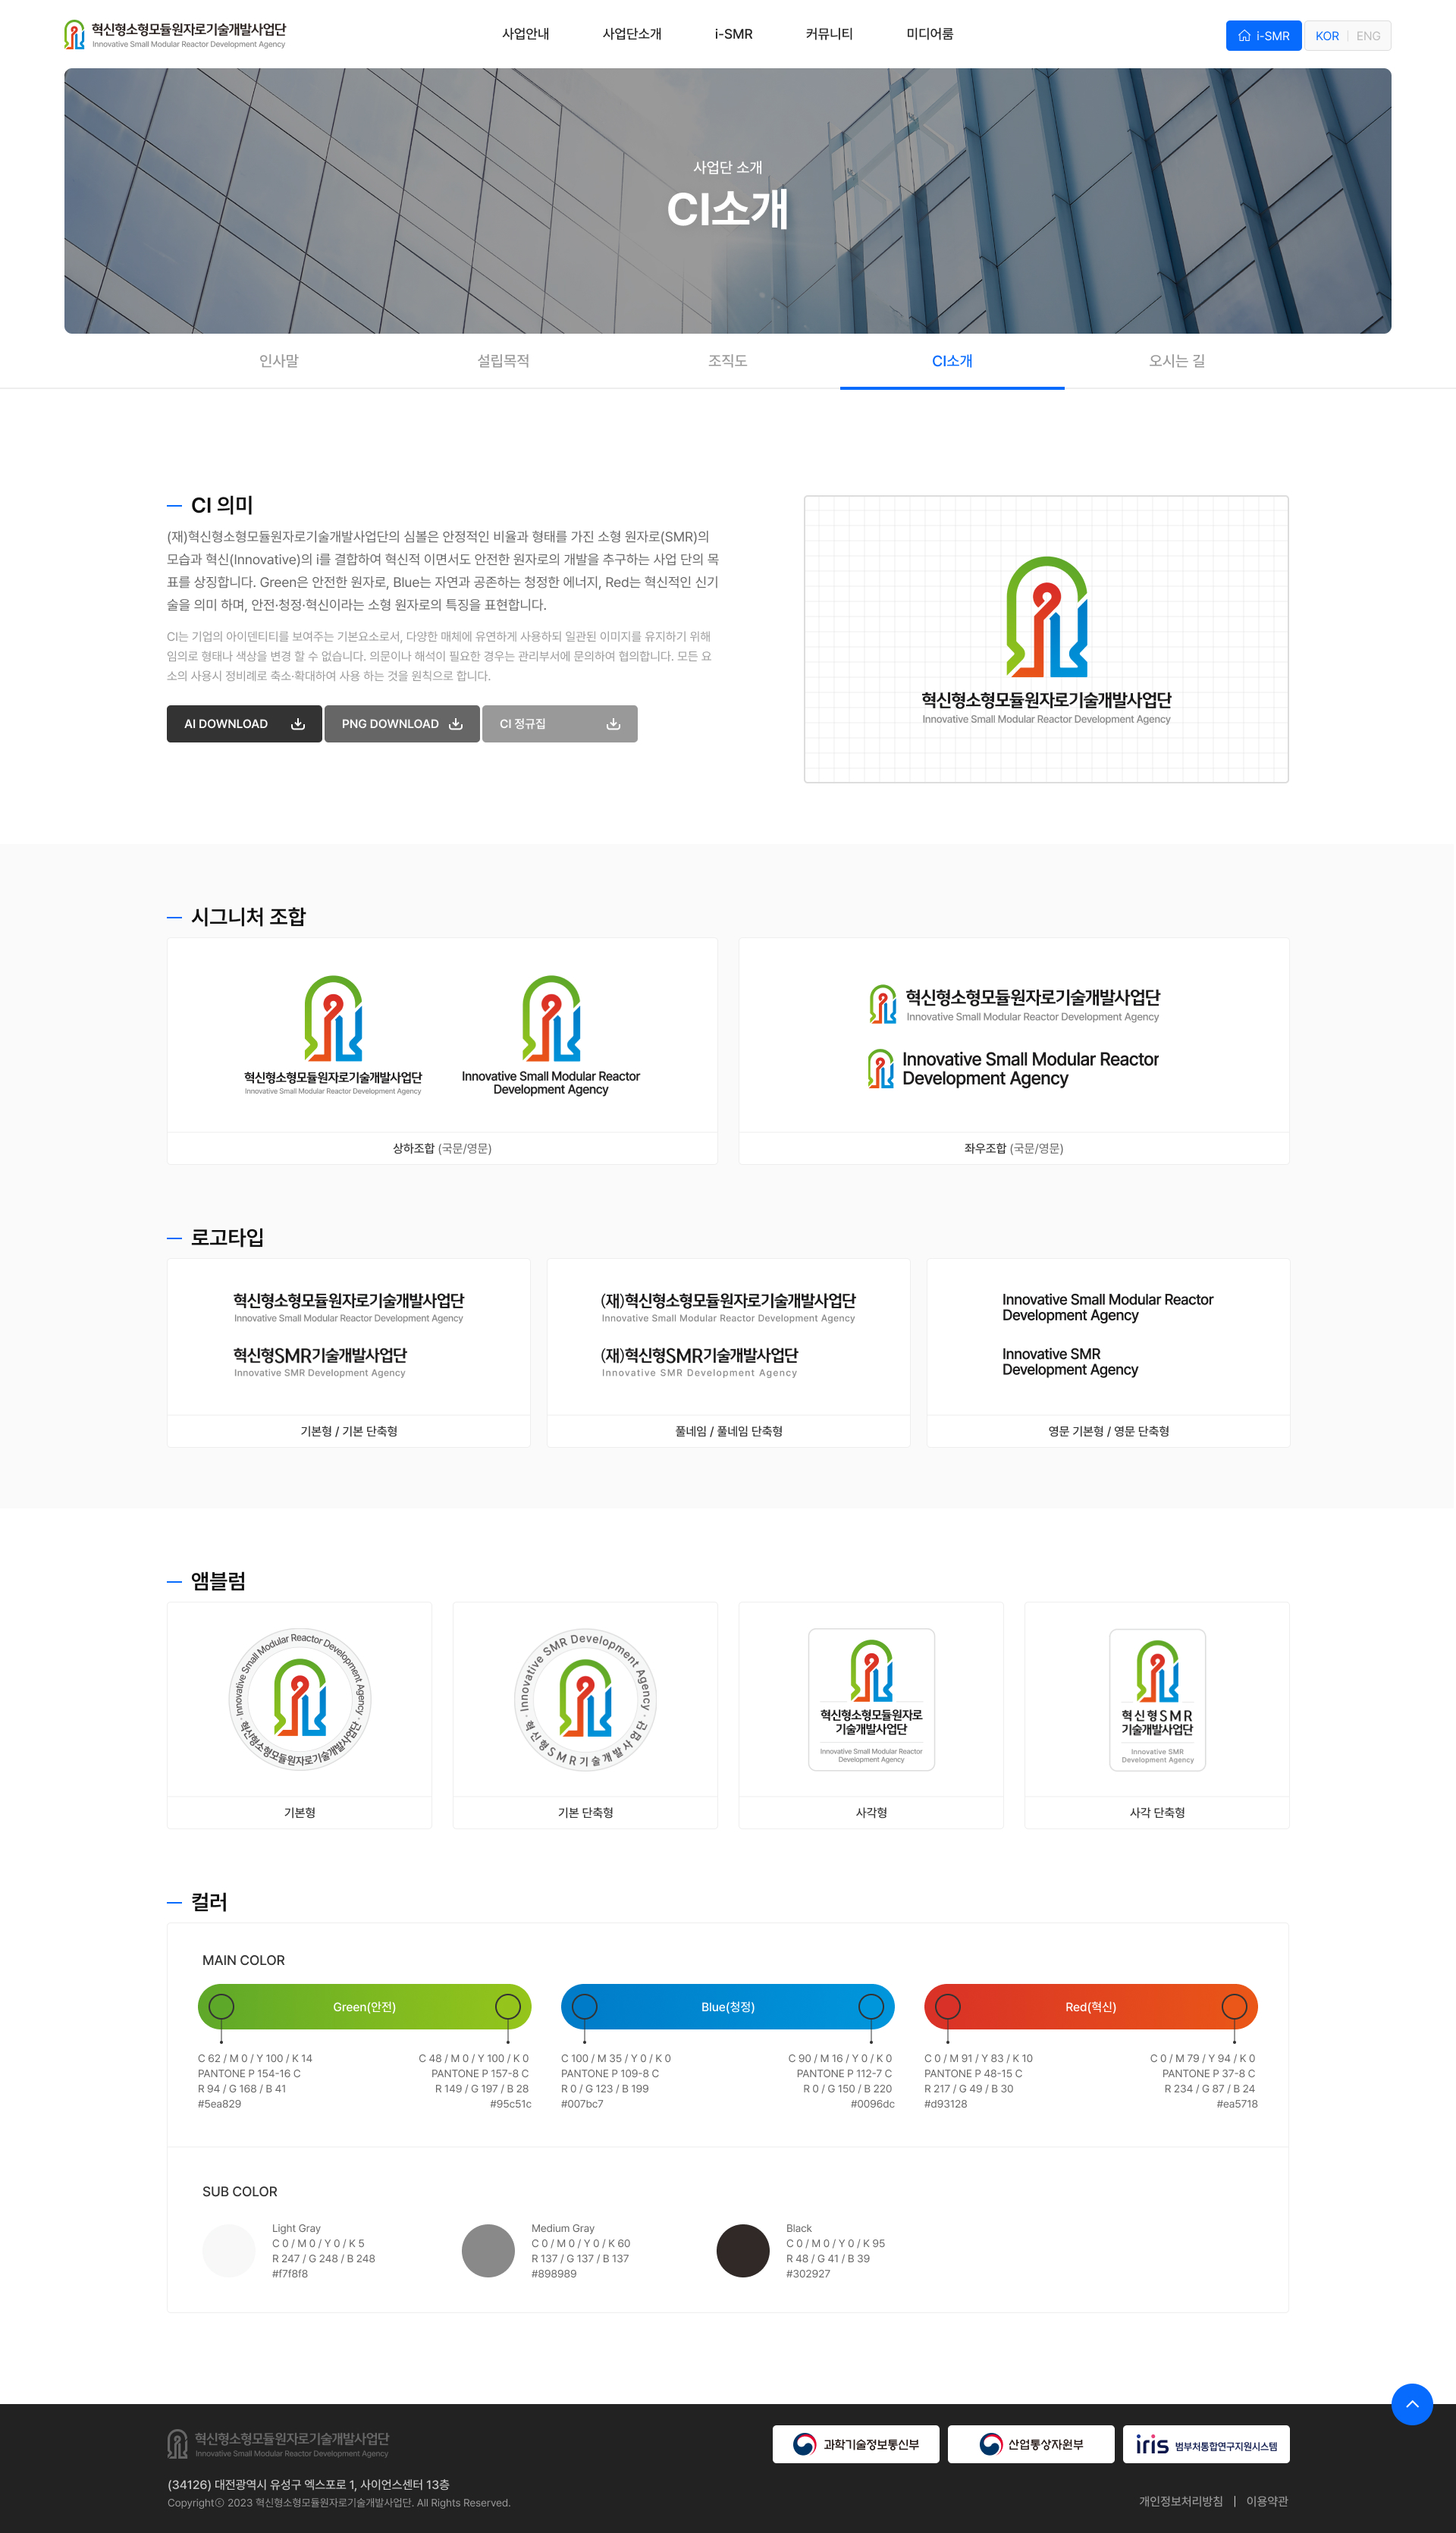 혁신형소형모듈원자로기술개발사업단
Innovative Small Modular Reactor Development Agency
사업안내
사업단소개
i-SMR
커뮤니티
미디어룸
i-SMR
KOR | ENG
사업단 소개
CI소개
인사말
설립목적
조직도
CI소개
오시는 길
CI 의미
(재)혁신형소형모듈원자로기술개발사업단의 심볼은 안정적인 비율과 형태를 가진 소형 원자로(SMR)의
모습과 혁신(Innovative)의 i를 결합하여 혁신적 이면서도 안전한 원자로의 개발을 추구하는 사업 단의 목
표를 상징합니다. Green은 안전한 원자로, Blue는 자연과 공존하는 청정한 에너지, Red는 혁신적인 신기
술을 의미 하며, 안전·청정·혁신이라는 소형 원자로의 특징을 표현합니다.
CI는 기업의 아이덴티티를 보여주는 기본요소로서, 다양한 매체에 유연하게 사용하되 일관된 이미지를 유지하기 위해
임의로 형태나 색상을 변경 할 수 없습니다. 의문이나 해석이 필요한 경우는 관리부서에 문의하여 협의합니다. 모든 요
소의 사용시 정비례로 축소·확대하여 사용 하는 것을 원칙으로 합니다.
AI DOWNLOAD
PNG DOWNLOAD
CI 정규집
혁신형소형모듈원자로기술개발사업단
Innovative Small Modular Reactor Development Agency
시그니처 조합
혁신형소형모듈원자로기술개발사업단
Innovative Small Modular Reactor Development Agency
Innovative Small Modular Reactor
Development Agency
상하조합 (국문/영문)
혁신형소형모듈원자로기술개발사업단
Innovative Small Modular Reactor Development Agency
Innovative Small Modular Reactor
Development Agency
좌우조합 (국문/영문)
로고타입
혁신형소형모듈원자로기술개발사업단
Innovative Small Modular Reactor Development Agency
혁신형SMR기술개발사업단
Innovative SMR Development Agency
기본형 / 기본 단축형
(재)혁신형소형모듈원자로기술개발사업단
Innovative Small Modular Reactor Development Agency
(재)혁신형SMR기술개발사업단
Innovative SMR Development Agency
풀네임 / 풀네임 단축형
Innovative Small Modular Reactor
Development Agency
Innovative SMR
Development Agency
영문 기본형 / 영문 단축형
앰블럼
Innovative Small Modular Reactor Development Agency
· 혁신형소형모듈원자로기술개발사업단 ·
기본형
Innovative SMR Development Agency
· 혁신형SMR기술개발사업단 ·
기본 단축형
혁신형소형모듈원자로
기술개발사업단
Innovative Small Modular Reactor
Development Agency
사각형
혁신형SMR
기술개발사업단
Innovative SMR
Development Agency
사각 단축형
컬러
MAIN COLOR
Green(안전)
C 62 / M 0 / Y 100 / K 14
PANTONE P 154-16 C
R 94 / G 168 / B 41
#5ea829
C 48 / M 0 / Y 100 / K 0
PANTONE P 157-8 C
R 149 / G 197 / B 28
#95c51c
Blue(청정)
C 100 / M 35 / Y 0 / K 0
PANTONE P 109-8 C
R 0 / G 123 / B 199
#007bc7
C 90 / M 16 / Y 0 / K 0
PANTONE P 112-7 C
R 0 / G 150 / B 220
#0096dc
Red(혁신)
C 0 / M 91 / Y 83 / K 10
PANTONE P 48-15 C
R 217 / G 49 / B 30
#d93128
C 0 / M 79 / Y 94 / K 0
PANTONE P 37-8 C
R 234 / G 87 / B 24
#ea5718
SUB COLOR
Light Gray
C 0 / M 0 / Y 0 / K 5
R 247 / G 248 / B 248
#f7f8f8
Medium Gray
C 0 / M 0 / Y 0 / K 60
R 137 / G 137 / B 137
#898989
Black
C 0 / M 0 / Y 0 / K 95
R 48 / G 41 / B 39
#302927
혁신형소형모듈원자로기술개발사업단
Innovative Small Modular Reactor Development Agency
과학기술정보통신부
산업통상자원부
iris 범부처통합연구지원시스템
(34126) 대전광역시 유성구 엑스포로 1, 사이언스센터 13층
Copyrightⓒ 2023 혁신형소형모듈원자로기술개발사업단. All Rights Reserved.
개인정보처리방침 | 이용약관